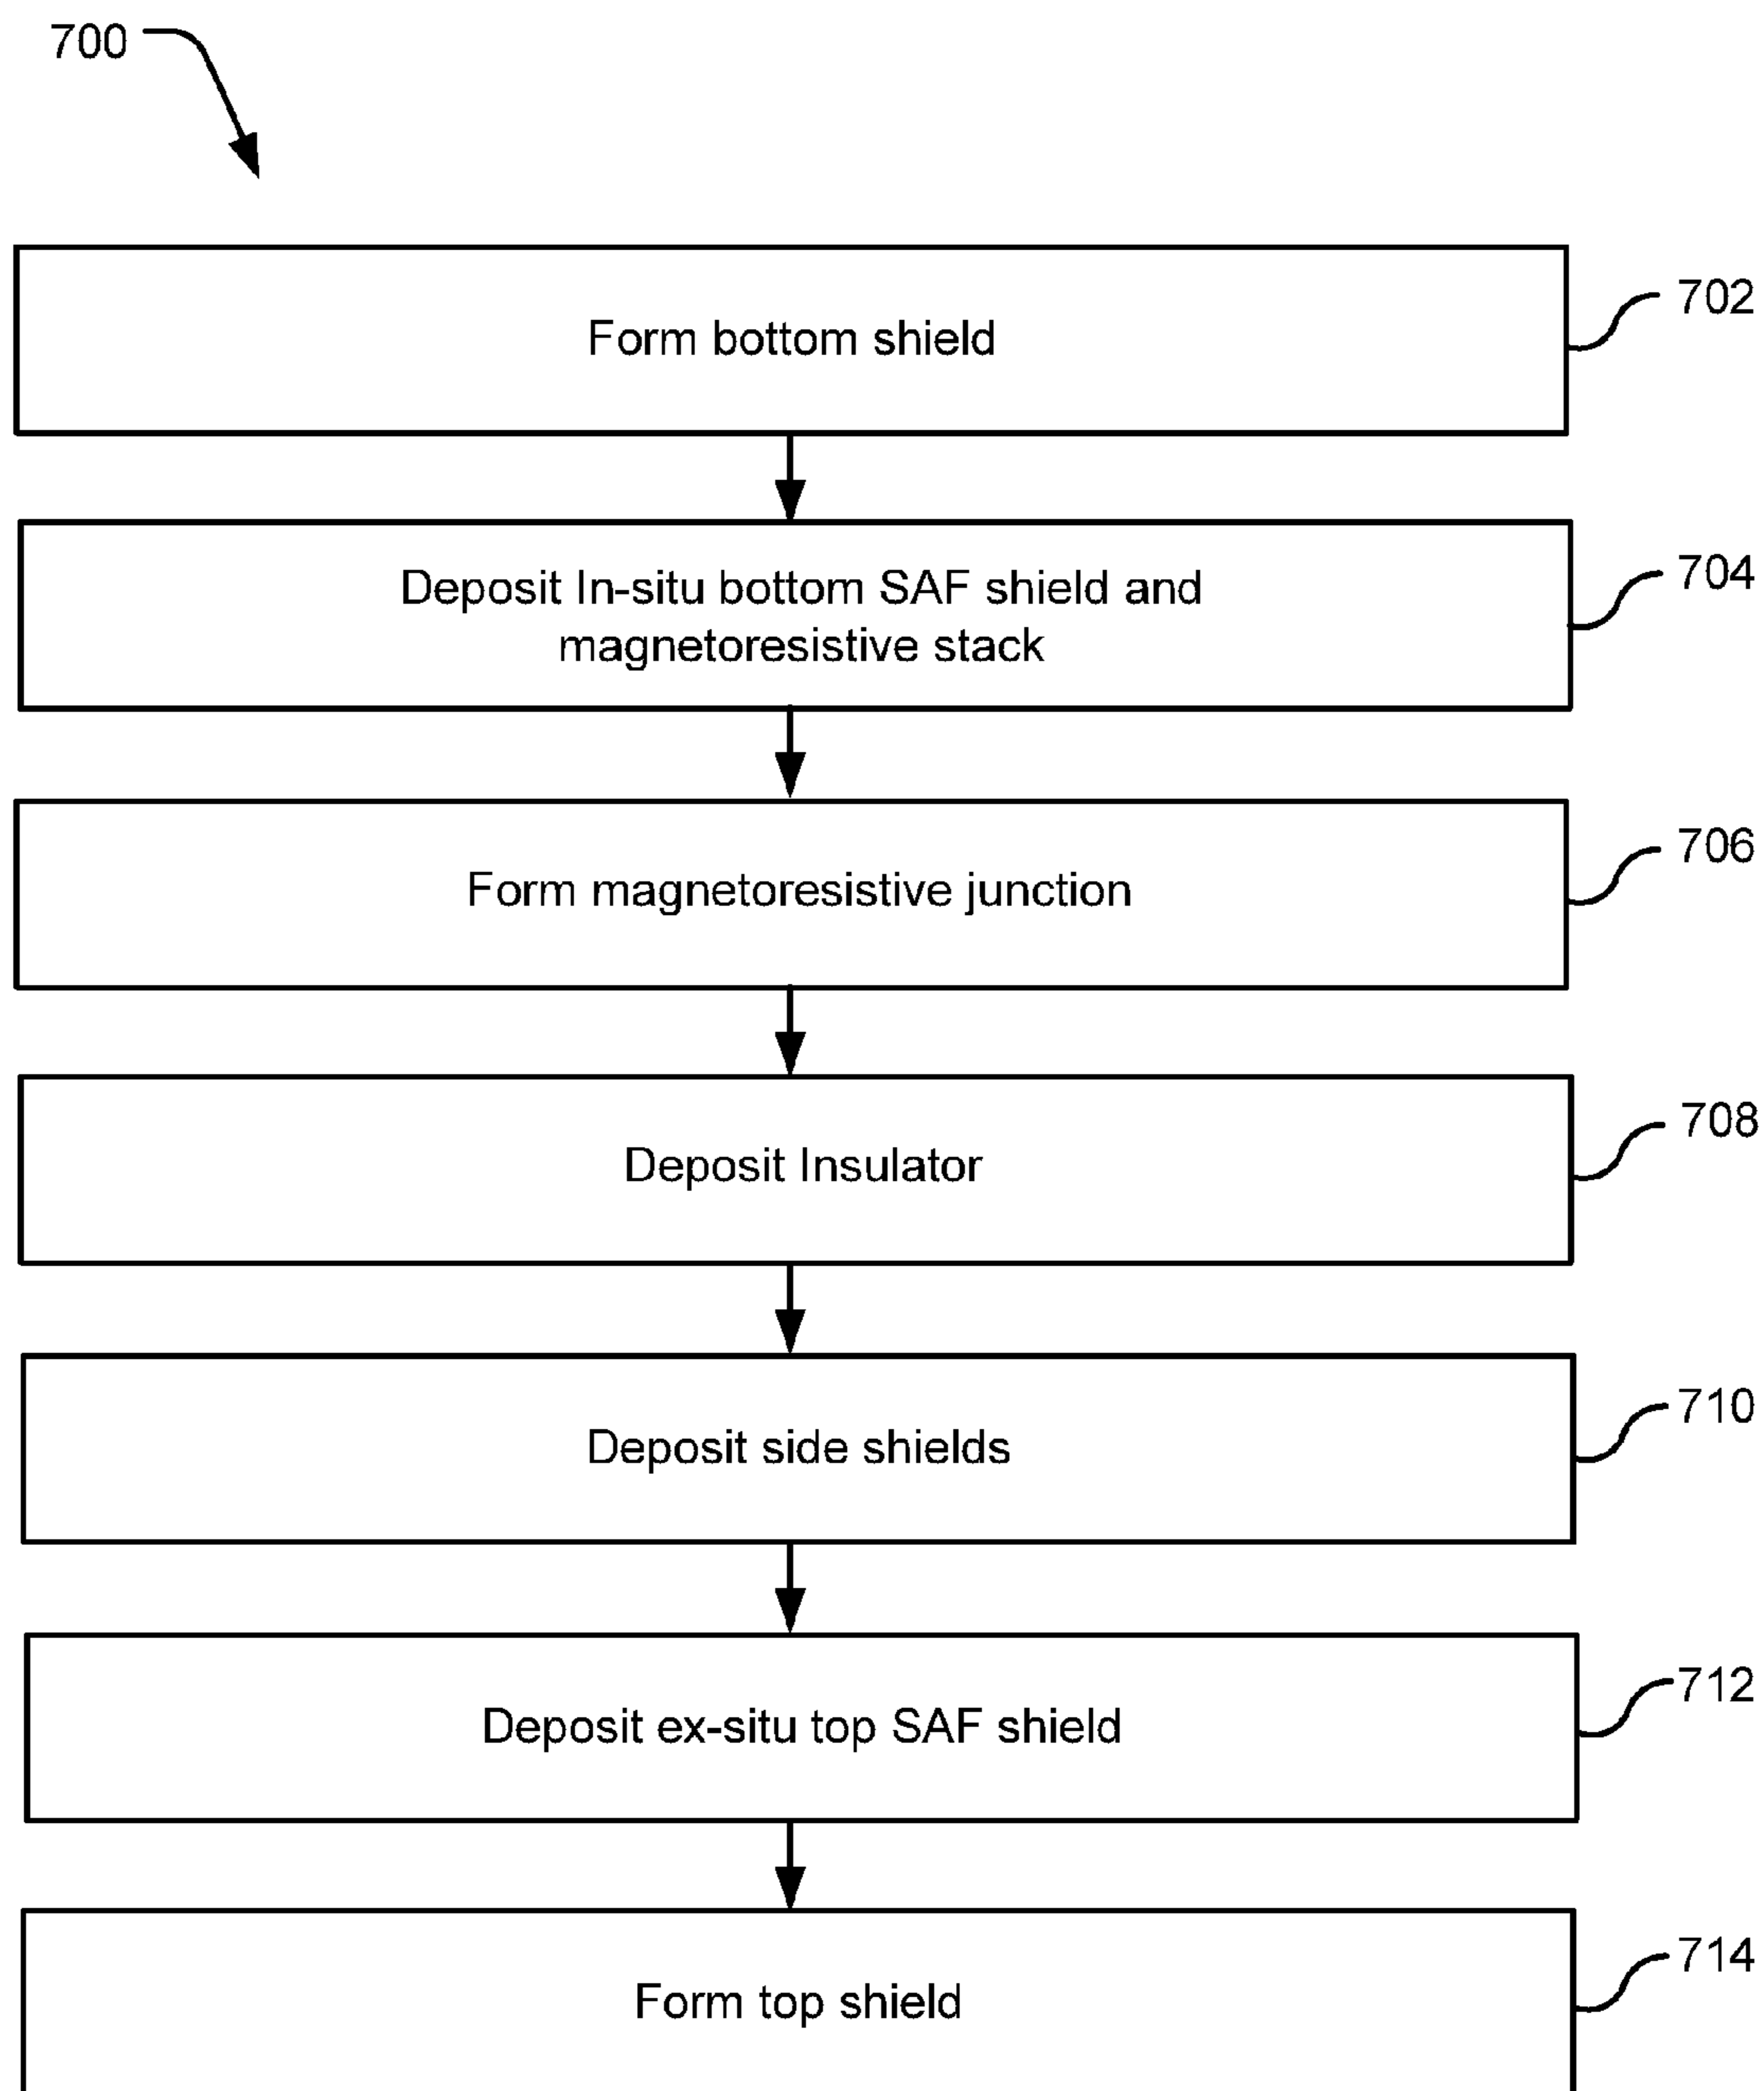 700
Form bottom shield
702
Deposit In-situ bottom SAF shield and
magnetoresistive stack
704
Form magnetoresistive junction
706
Deposit Insulator
708
Deposit side shields
710
Deposit ex-situ top SAF shield
712
Form top shield
714